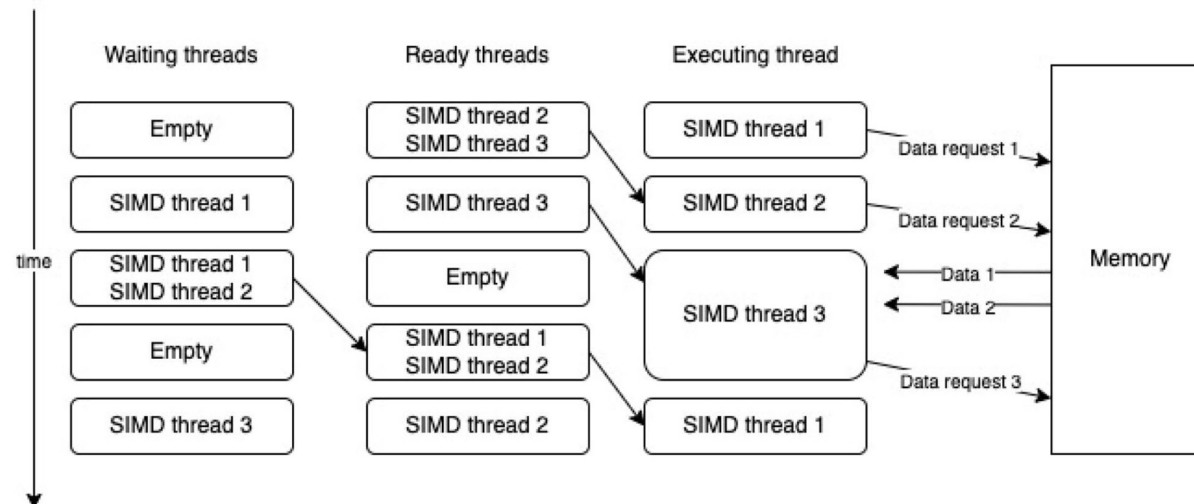 Waiting threads
Ready threads
Executing thread
Empty
SIMD thread 2
SIMD thread 3
SIMD thread 1
Data request 1
SIMD thread 1
SIMD thread 3
SIMD thread 2
Data request 2
time
SIMD thread 1
SIMD thread 2
Empty
SIMD thread 3
Data 1
Data 2
Memory
Empty
SIMD thread 1
SIMD thread 2
Data request 3
SIMD thread 3
SIMD thread 2
SIMD thread 1